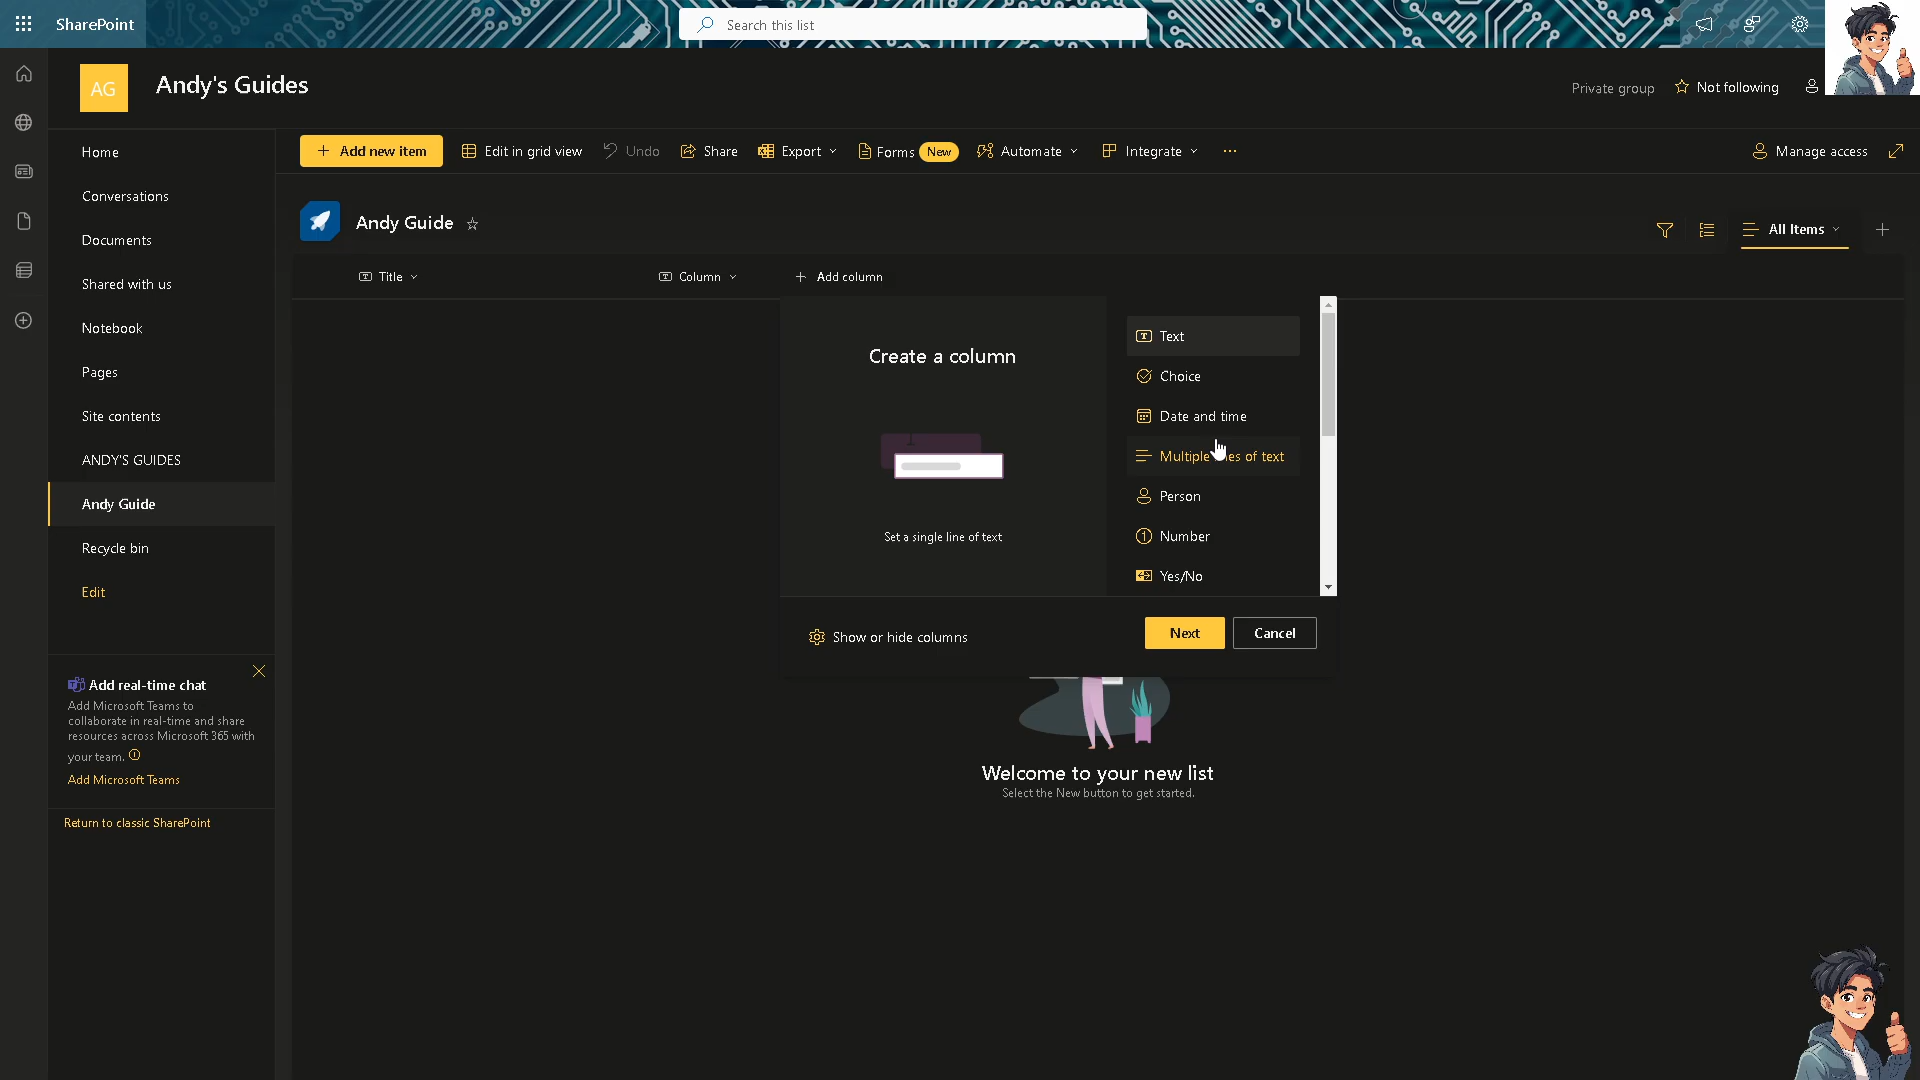 SharePoint
Search this list
AG
Andy's Guides
Private group
Not following
Home
Conversations
Documents
Shared with us
Notebook
Pages
Site contents
ANDY'S GUIDES
Andy Guide
Recycle bin
Edit
Add real-time chat
Add Microsoft Teams to
collaborate in real-time and share
resources across Microsoft 365 with
your team.
Add Microsoft Teams
Return to classic SharePoint
Add new item
Edit in grid view
Undo
Share
Export
Forms New
Automate
Integrate
Manage access
Andy Guide
All Items
Title
Column
Add column
Create a column
Set a single line of text
Text
Choice
Date and time
Multiple of text
Person
Number
Yes/No
Show or hide columns
Next
Cancel
Welcome to your new list
Select the New button to get started.